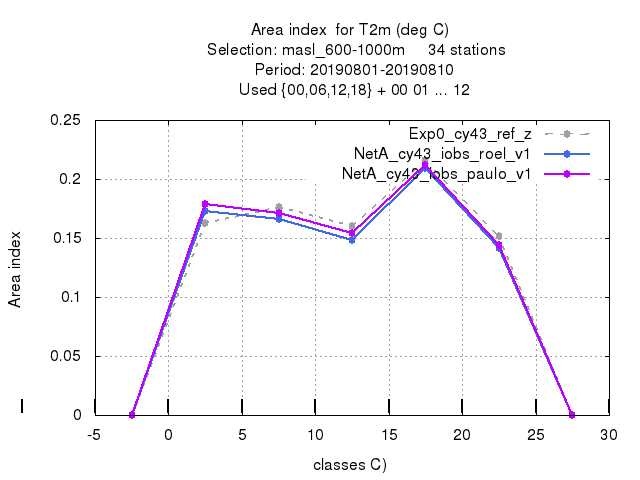 Area index for T2m (deg C)
Selection: masl_600-1000m 34 stations
Period: 20190801-20190810
Used {00,06,12,18} + 00 01 ... 12
Exp0_cy43_ref_z
NetA_cy43_iobs_roel_v1
NetA_cy43_iobs_paulo_v1
0.25
0.2
0.15
0.1
0.05
0
Area index
-5 0 5 10 15 20 25 30
classes C)